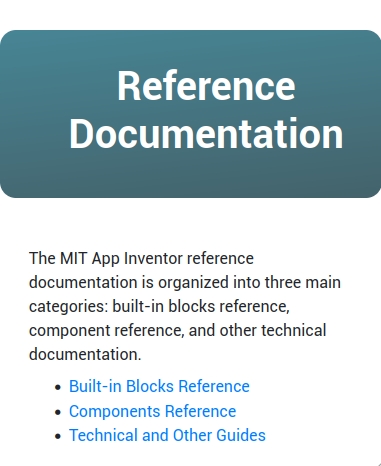 Reference
Documentation
The MIT App Inventor reference
documentation is organized into three main
categories: built-in blocks reference,
component reference, and other technical
documentation.
• Built-in Blocks Reference
• Components Reference
• Technical and Other Guides